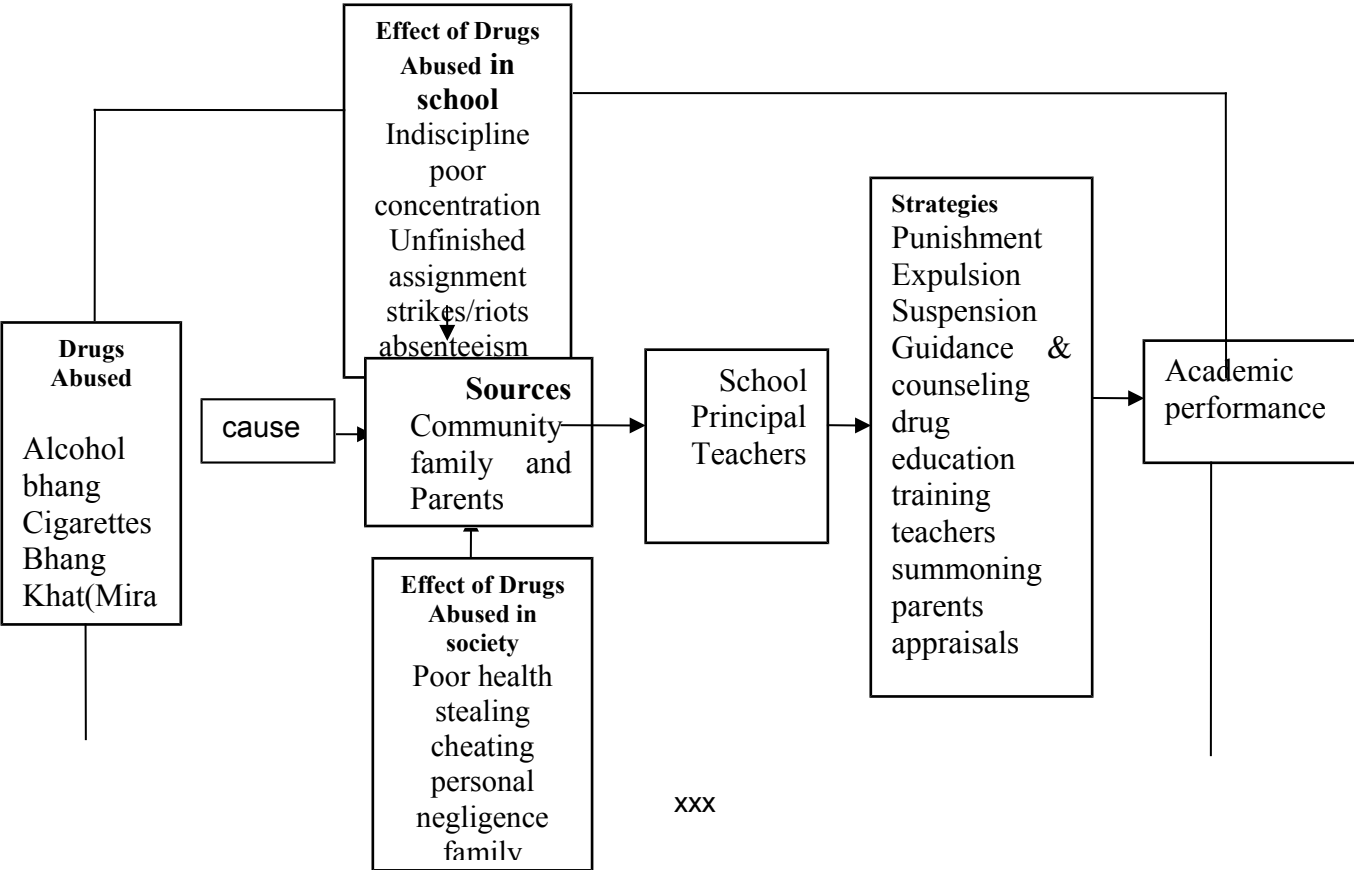 Effect of Drugs
Abused in
school
Indiscipline
poor
concentration
Unfinished
assignment
strikes/riots
absenteeism
Drugs
Abused
Alcohol
bhang
Cigarettes
Bhang
Khat(Mira
cause
Sources
Community
family and
Parents
Effect of Drugs
Abused in
society
Poor health
stealing
cheating
personal
negligence
family
School
Principal
Teachers
Strategies
Punishment
Expulsion
Suspension
Guidance &
counseling
drug
education
training
teachers
summoning
parents
appraisals
Academic
performance
xxx